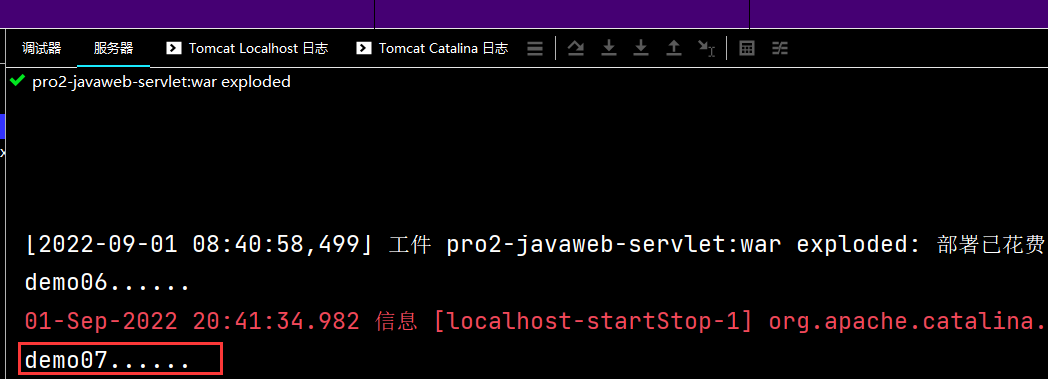 调试器 服务器 Tomcat Localhost 日志 Tomcat Catalina 日志
pro2-javaweb-servlet:war exploded
[2022-09-01 08:40:58,499] 工件 pro2-javaweb-servlet:war exploded: 部署已花费
demo06......
01-Sep-2022 20:41:34.982 信息 [localhost-startStop-1] org.apache.catalina.
demo07......